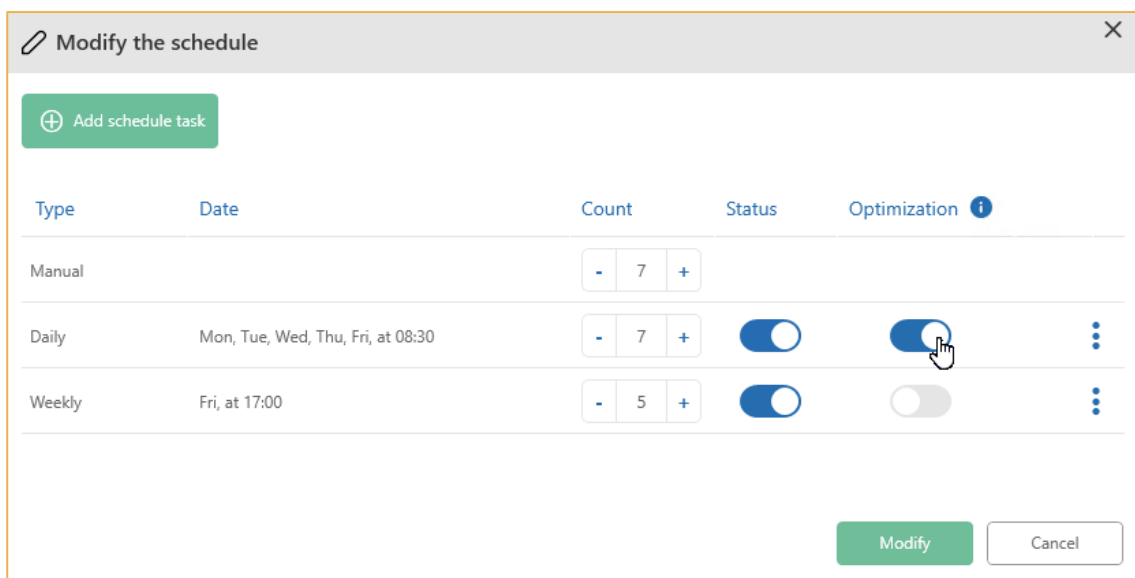 Modify the schedule
Add schedule task
Type Date Count Status Optimization i
Manual - 7 +
Daily Mon, Tue, Wed, Thu, Fri, at 08:30 - 7 +
Weekly Fri, at 17:00 - 5 +
Modify Cancel